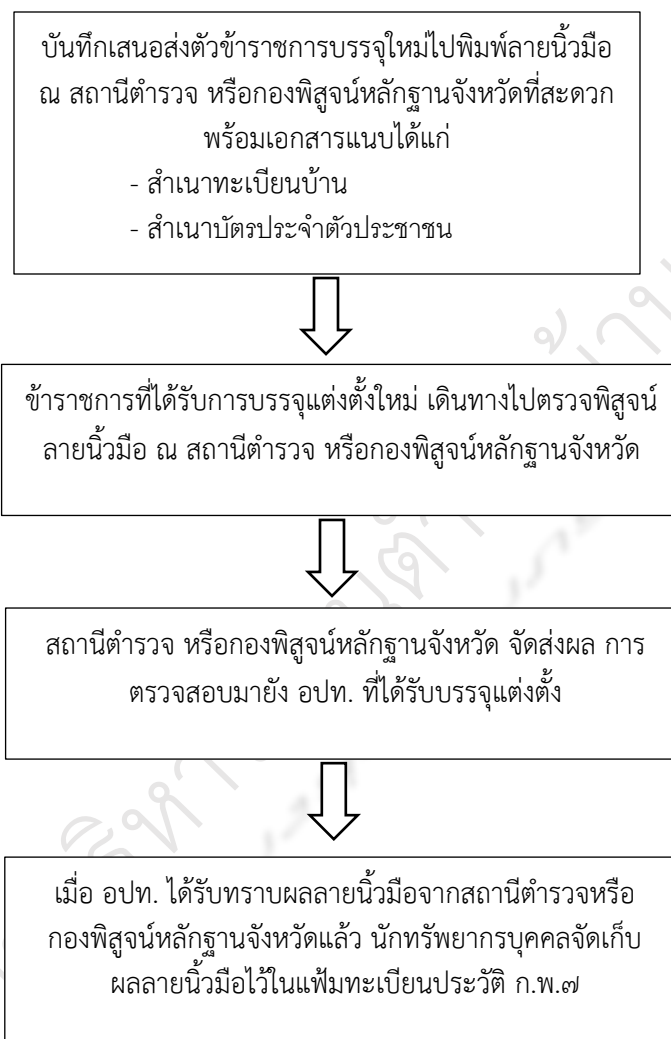 บันทึกเสนอส่งตัวข้าราชการบรรจุใหม่ไปพิมพ์ลายนิ้วมือ
ณ สถานีตำรวจ หรือกองพิสูจน์หลักฐานจังหวัดที่สะดวก
พร้อมเอกสารแนบได้แก่
- สำเนาทะเบียนบ้าน
- สำเนาบัตรประจำตัวประชาชน
ข้าราชการที่ได้รับการบรรจุแต่งตั้งใหม่ เดินทางไปตรวจพิสูจน์
ลายนิ้วมือ ณ สถานีตำรวจ หรือกองพิสูจน์หลักฐานจังหวัด
สถานีตำรวจ หรือกองพิสูจน์หลักฐานจังหวัด จัดส่งผล การ
ตรวจสอบมายัง อปท. ที่ได้รับบรรจุแต่งตั้ง
เมื่อ อปท. ได้รับทราบผลลายนิ้วมือจากสถานีตำรวจหรือ
กองพิสูจน์หลักฐานจังหวัดแล้ว นักทรัพยากรบุคคลจัดเก็บ
ผลลายนิ้วมือไว้ในแฟ้มทะเบียนประวัติ ก.พ.๗